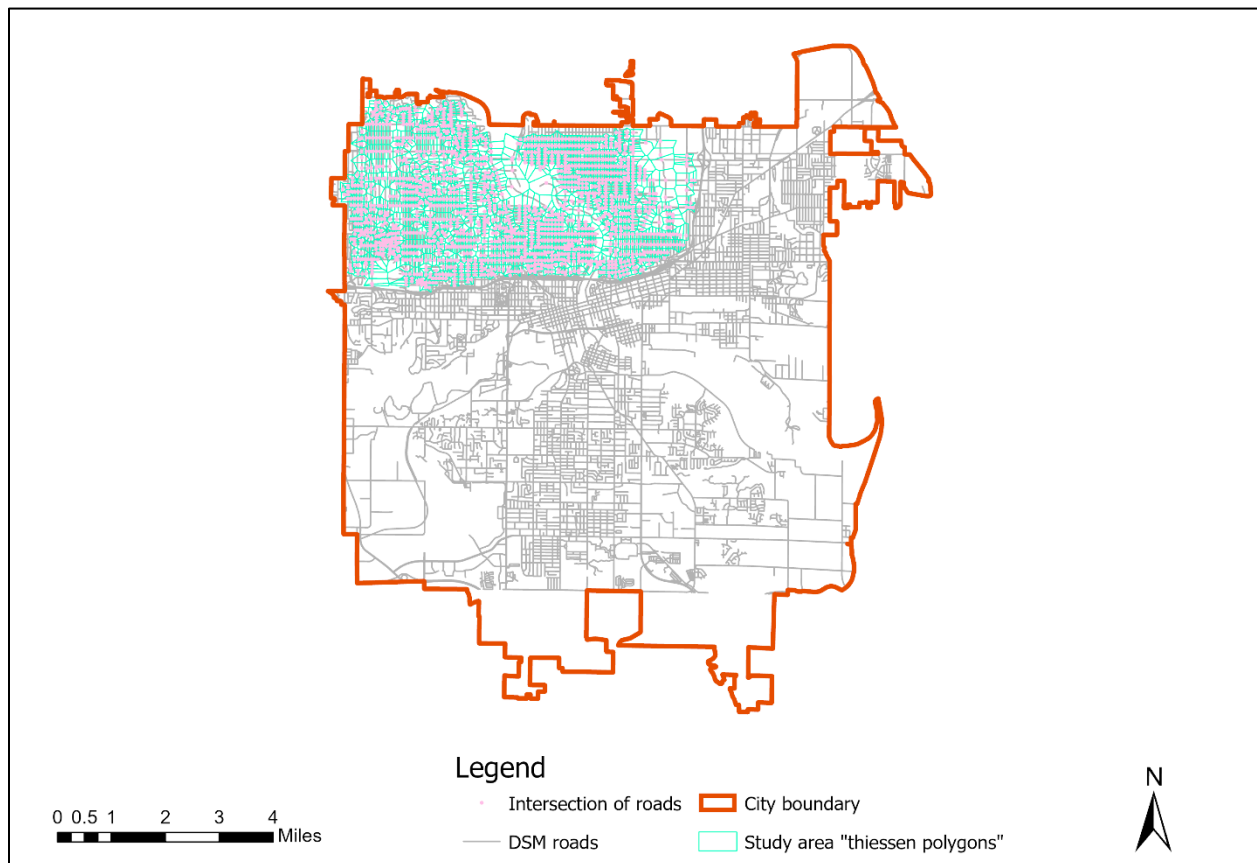 Legend
Intersection of roads
City boundary
DSM roads
Study area "thiessen polygons"
0 0.5 1 2 3 4
Miles
N